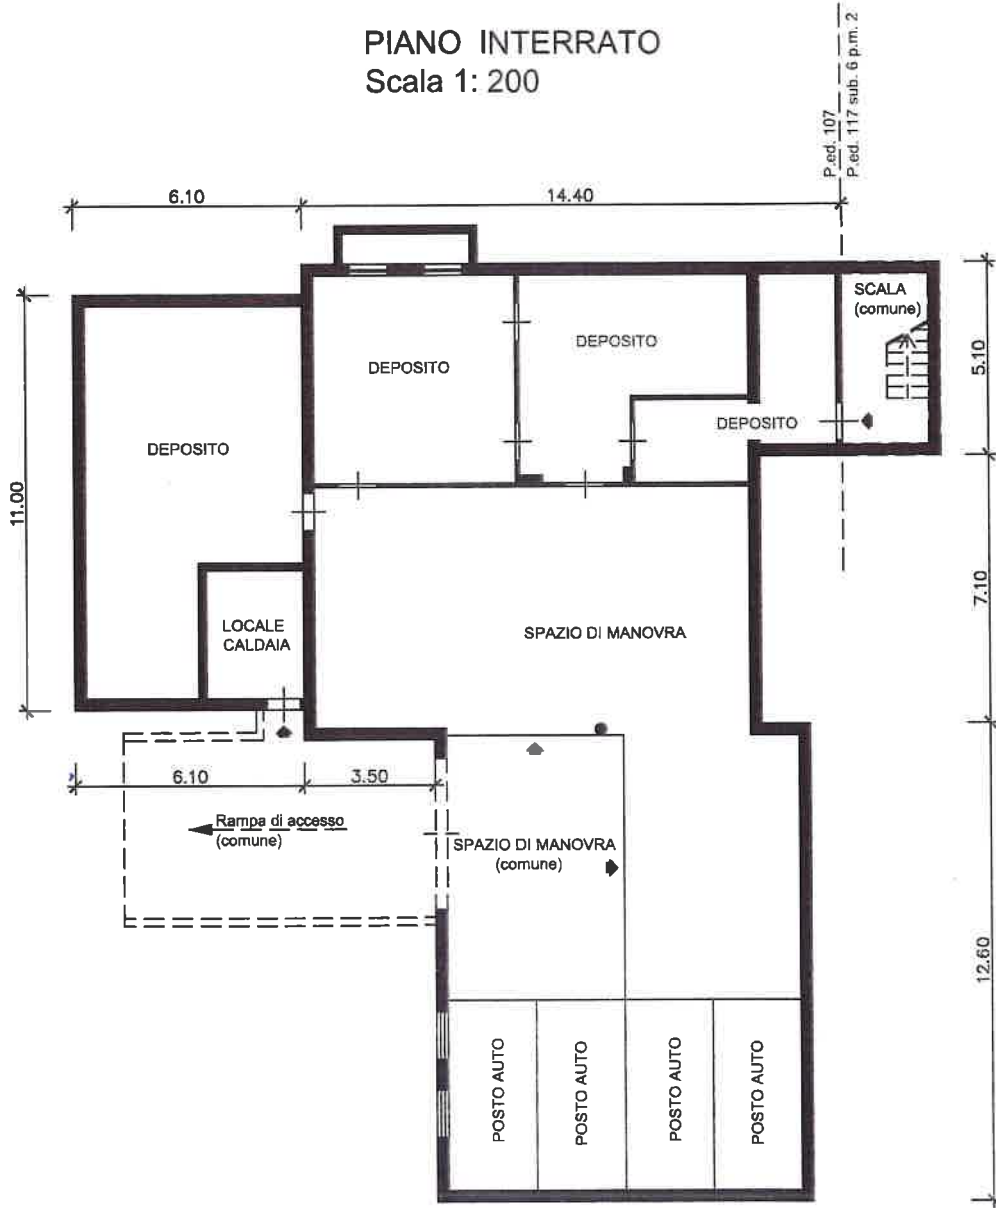 PIANO INTERRATO
Scala 1: 200
P.ed. 107
P.ed. 117 sub. 6 p.m. 2
6.10
14.40
SCALA
(comune)
DEPOSITO
DEPOSITO
DEPOSITO
DEPOSITO
5.10
11.00
LOCALE
CALDAIA
SPAZIO DI MANOVRA
7.10
6.10
3.50
Rampa di accesso
(comune)
SPAZIO DI MANOVRA
(comune)
12.60
POSTO AUTO
POSTO AUTO
POSTO AUTO
POSTO AUTO